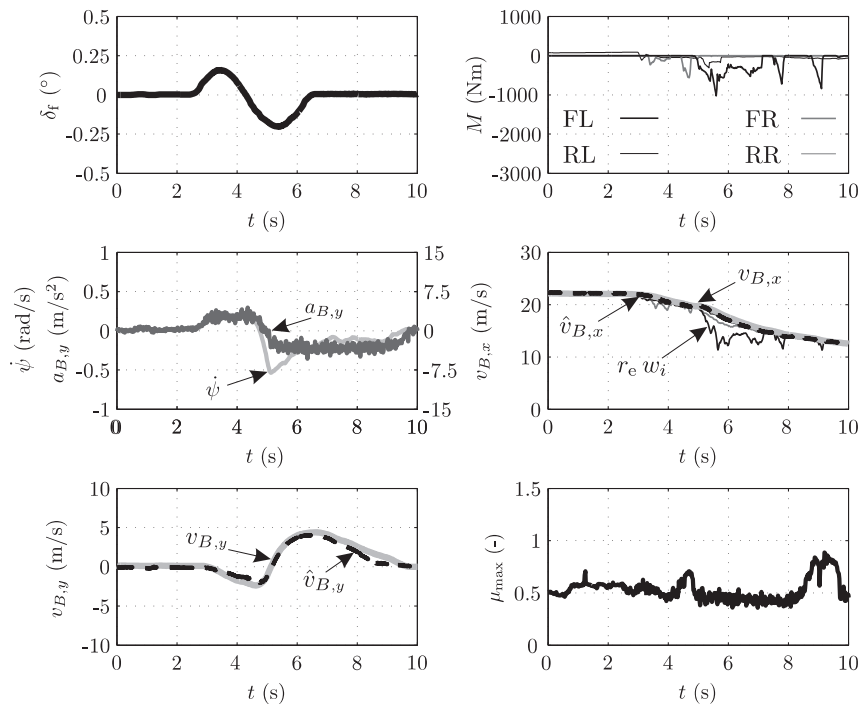 0.5
0.25
0
-0.25
-0.5
δf (°)
0 2 4 6 8 10
t (s)
1000
0
-1000
-2000
-3000
M (Nm)
FL FR
RL RR
0 2 4 6 8 10
t (s)
1
0.5
0
-0.5
-1
ψ̇ (rad/s)
aB,y (m/s²)
15
7.5
0
-7.5
-15
aB,y
ψ̇
0 2 4 6 8 10
t (s)
30
20
10
0
vB,x (m/s)
vB,x
v̂B,x
re wi
0 2 4 6 8 10
t (s)
10
5
0
-5
-10
vB,y (m/s)
vB,y
v̂B,y
0 2 4 6 8 10
t (s)
1.5
1
0.5
0
μmax (-)
0 2 4 6 8 10
t (s)